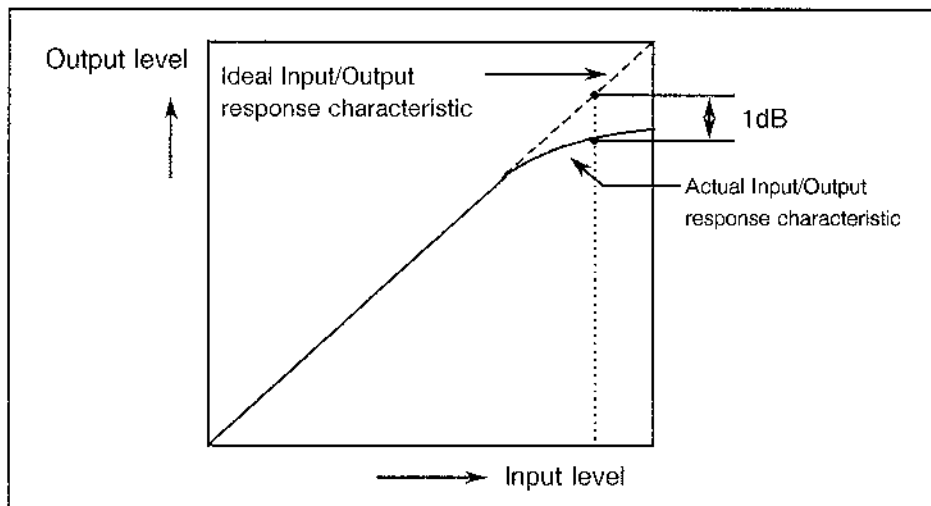 Output level
Ideal Input/Output
response characteristic
1dB
Actual Input/Output
response characteristic
Input level